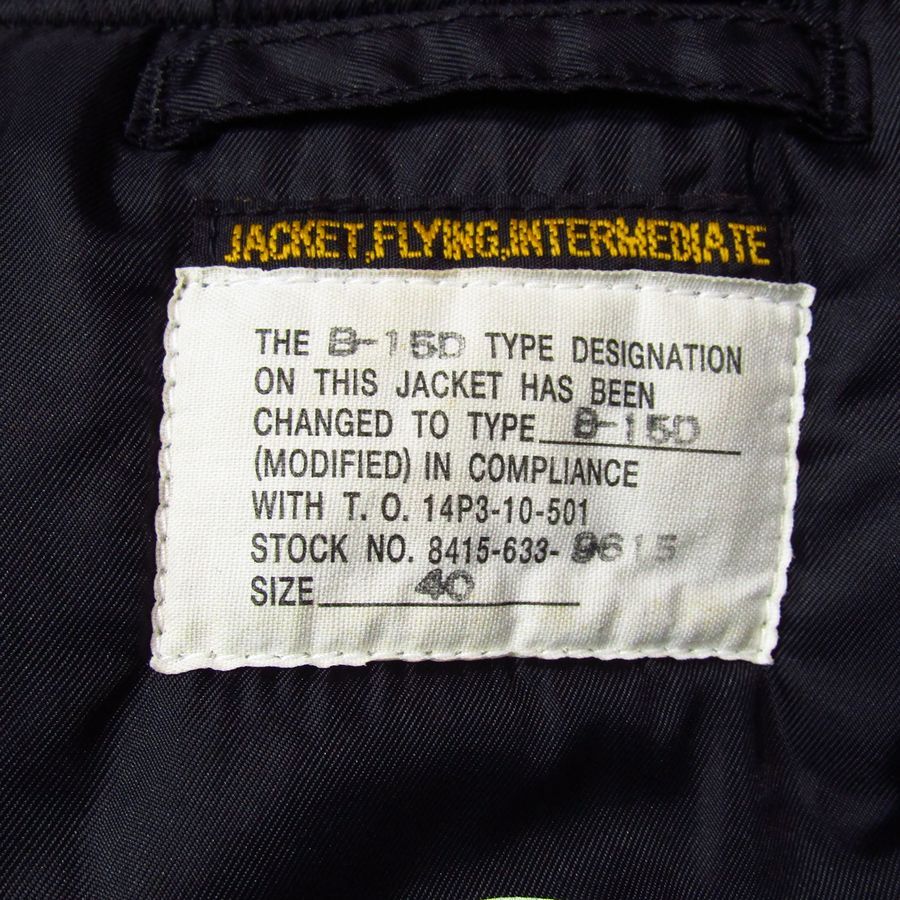 JACKET,FLYING,INTERMEDIATE
THE B-15D TYPE DESIGNATION
ON THIS JACKET HAS BEEN
CHANGED TO TYPE B-15D
(MODIFIED) IN COMPLIANCE
WITH T. O. 14P3-10-501
STOCK NO. 8415-633-9615
SIZE 40